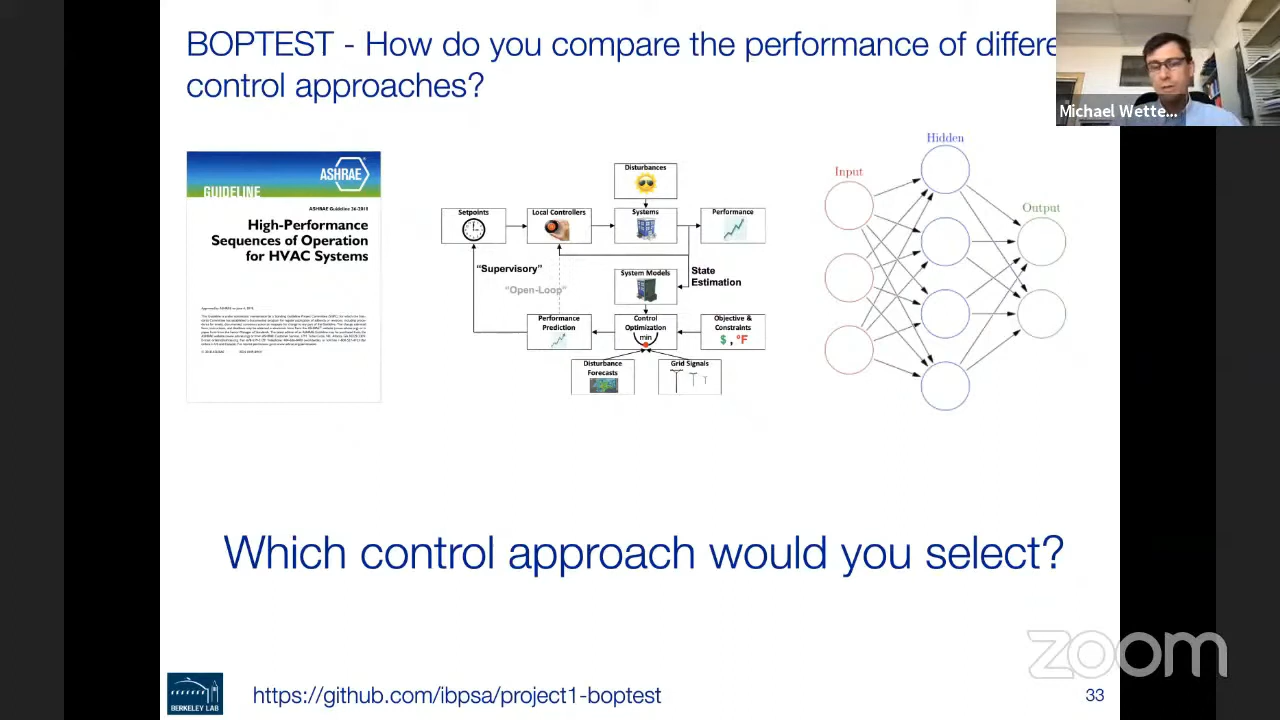 BOPTEST - How do you compare the performance of differe
control approaches?
Michael Wette...
GUIDELINE
ASHRAE
ASHRAE Guideline 36-2018
High-Performance
Sequences of Operation
for HVAC Systems
Disturbances
Setpoints
Local Controllers
Systems
Performance
"Supervisory"
"Open-Loop"
System Models
State
Estimation
Performance
Prediction
Control
Optimization
min
Objective &
Constraints
$ , °F
Disturbance
Forecasts
Grid Signals
Input
Hidden
Output
Which control approach would you select?
zoom
BERKELEY LAB
https://github.com/ibpsa/project1-boptest
33